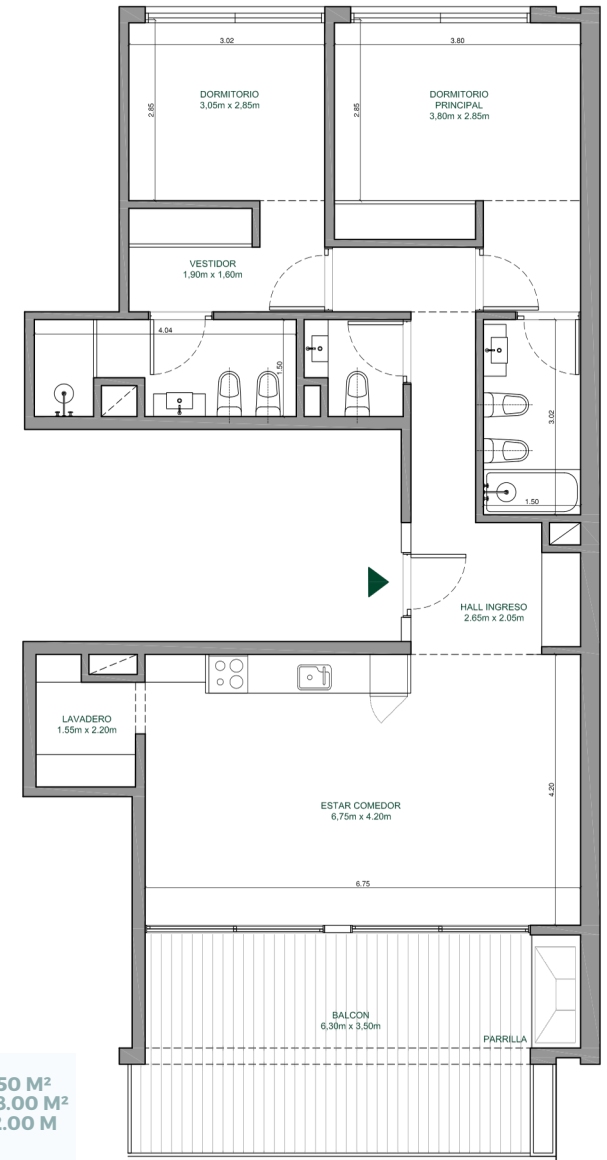 3.02
3.80
DORMITORIO
3,05m x 2,85m
DORMITORIO
PRINCIPAL
3,80m x 2.85m
2.85
2.85
VESTIDOR
1,90m x 1,60m
4.04
1.50
3.02
1.50
HALL INGRESO
2.65m x 2.05m
LAVADERO
1.55m x 2.20m
ESTAR COMEDOR
6,75m x 4.20m
4.20
6.75
BALCON
6,30m x 3,50m
PARRILLA
50 M²
3.00 M²
2.00 M